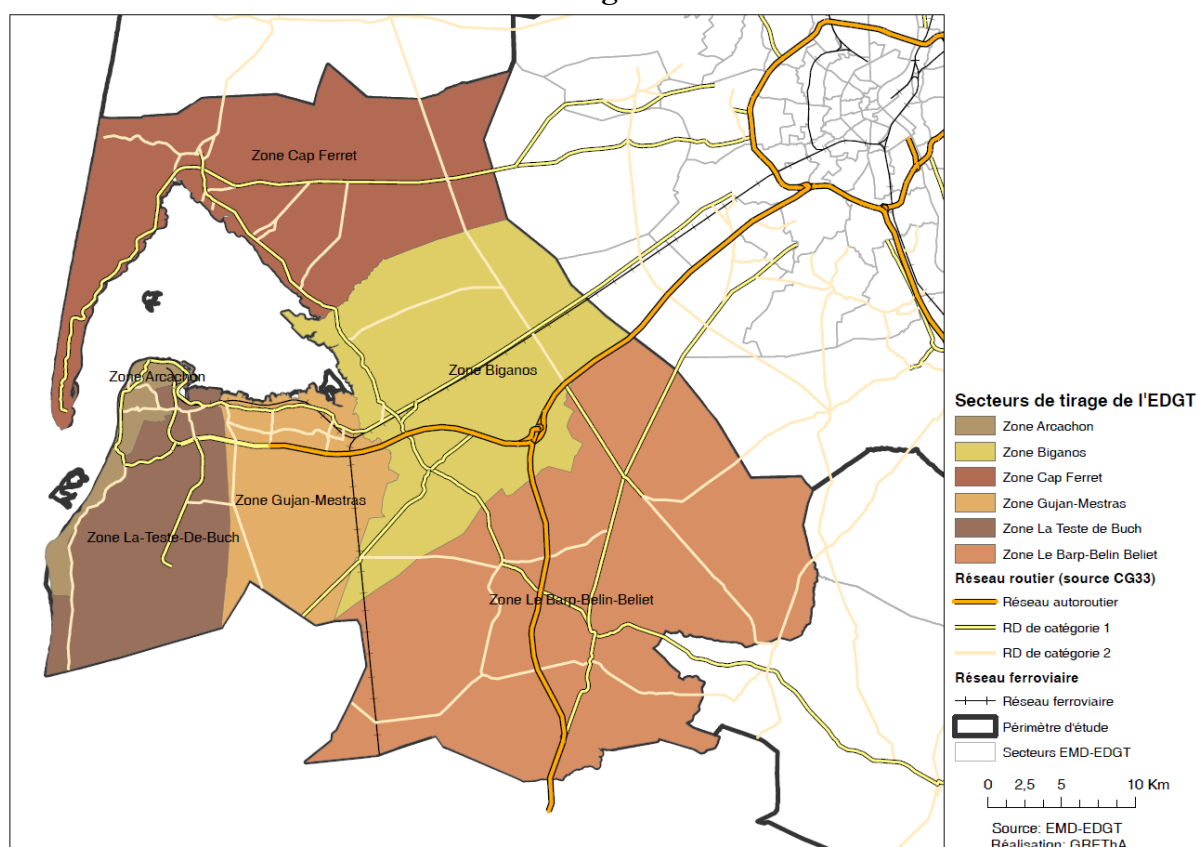 Zone Cap Ferret
Zone Arcachon
Zone Biganos
Zone Gujan-Mestras
Zone La-Teste-De-Buch
Zone Le Barp-Belin-Beliet
Secteurs de tirage de l'EDGT
Zone Arcachon
Zone Biganos
Zone Cap Ferret
Zone Gujan-Mestras
Zone La Teste de Buch
Zone Le Barp-Belin Beliet
Réseau routier (source CG33)
Réseau autoroutier
RD de catégorie 1
RD de catégorie 2
Réseau ferroviaire
Réseau ferroviaire
Périmètre d'étude
Secteurs EMD-EDGT
0 2,5 5 10 Km
Source: EMD-EDGT
Réalisation: GREThA